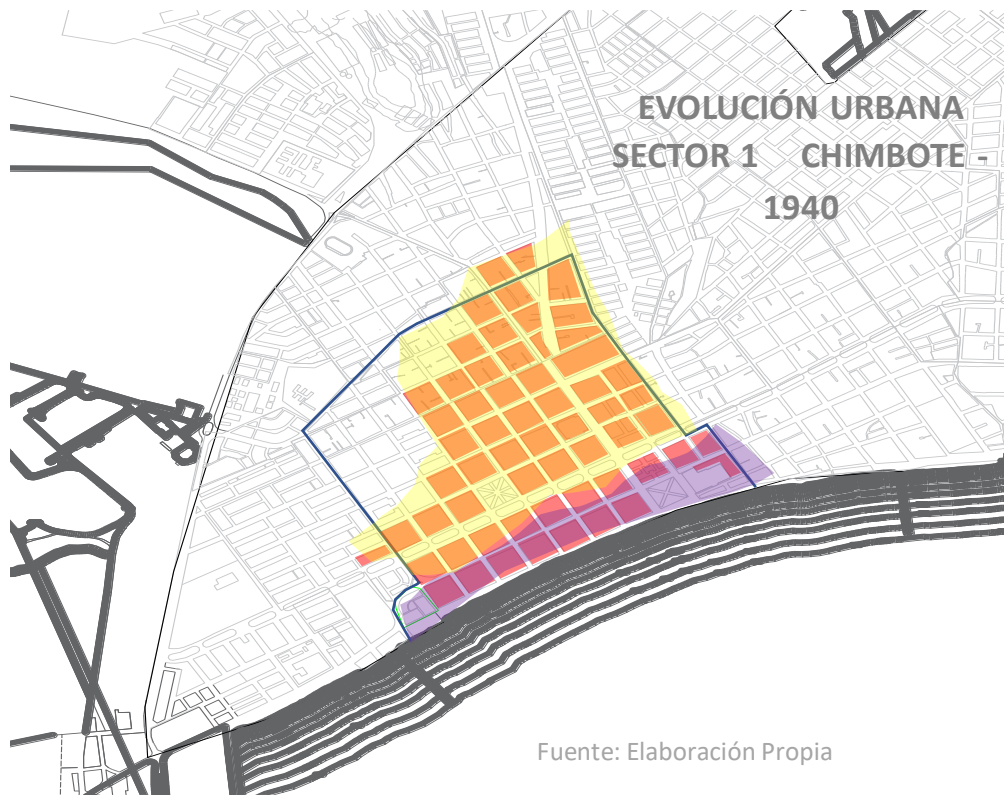 EVOLUCIÓN URBANA
SECTOR 1 CHIMBOTE -
1940
Fuente: Elaboración Propia